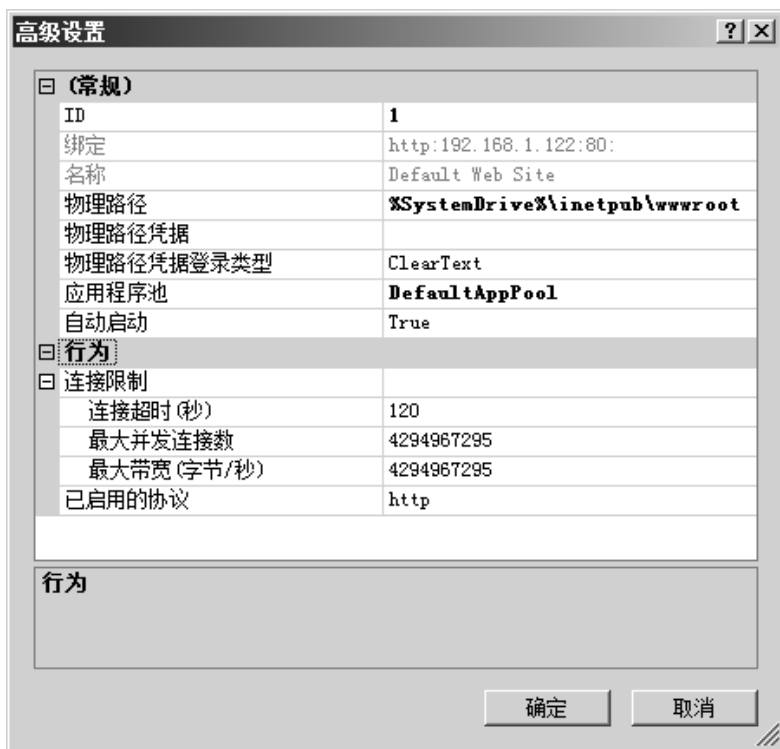 高级设置
(常规)
ID 1
绑定 http:192.168.1.122:80:
名称 Default Web Site
物理路径 %SystemDrive%\inetpub\wwwroot
物理路径凭据
物理路径凭据登录类型 ClearText
应用程序池 DefaultAppPool
自动启动 True
行为
连接限制
连接超时(秒) 120
最大并发连接数 4294967295
最大带宽(字节/秒) 4294967295
已启用的协议 http
行为
确定 取消